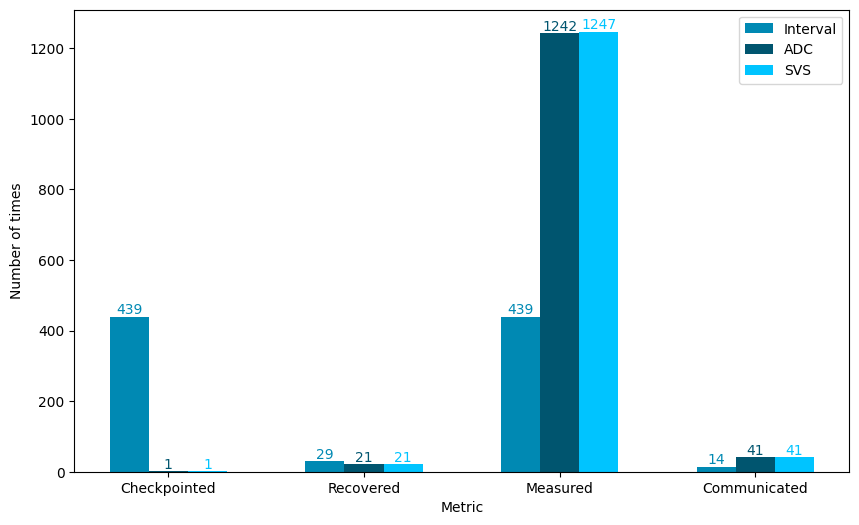 Interval
ADC
SVS
Number of times
1200
1000
800
600
400
200
0
439
1
1
29
21
21
439
1242
1247
14
41
41
Checkpointed
Recovered
Measured
Communicated
Metric